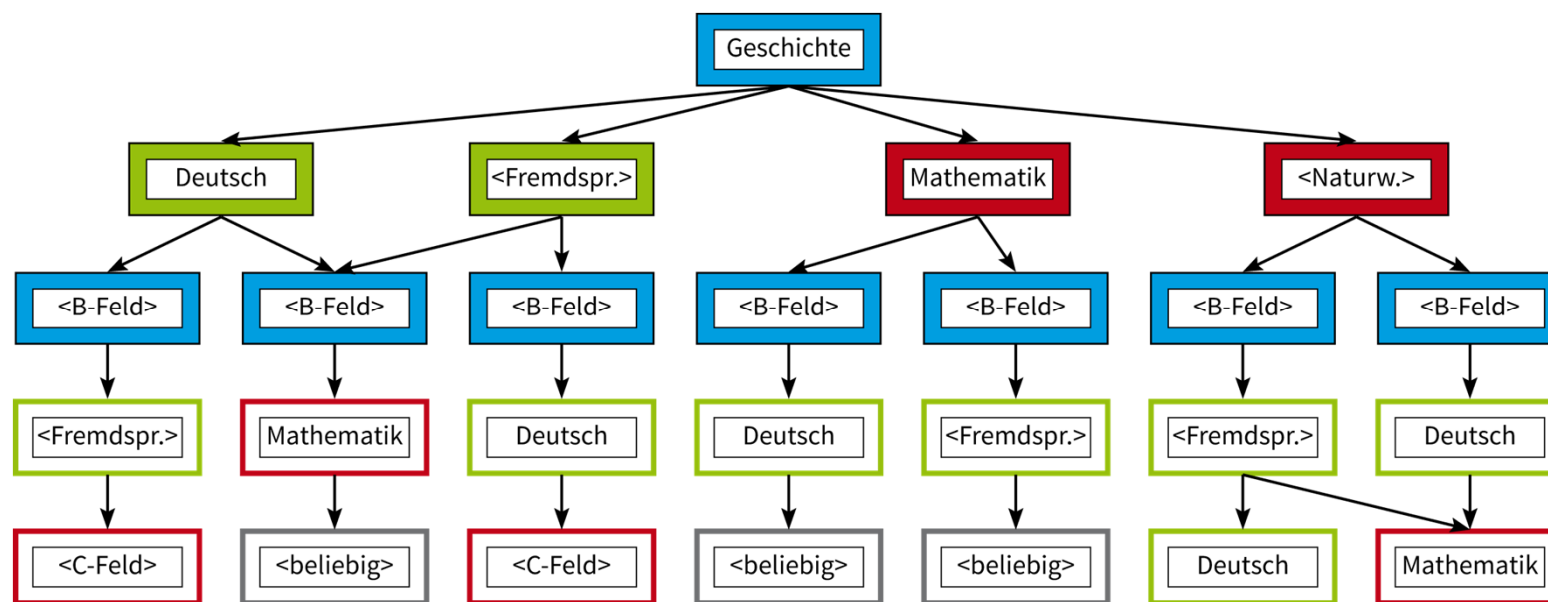 Geschichte
Deutsch
<Fremdspr.>
Mathematik
<Naturw.>
<B-Feld>
<B-Feld>
<B-Feld>
<B-Feld>
<B-Feld>
<B-Feld>
<B-Feld>
<Fremdspr.>
Mathematik
Deutsch
Deutsch
<Fremdspr.>
<Fremdspr.>
Deutsch
<C-Feld>
<beliebig>
<C-Feld>
<beliebig>
<beliebig>
Deutsch
Mathematik